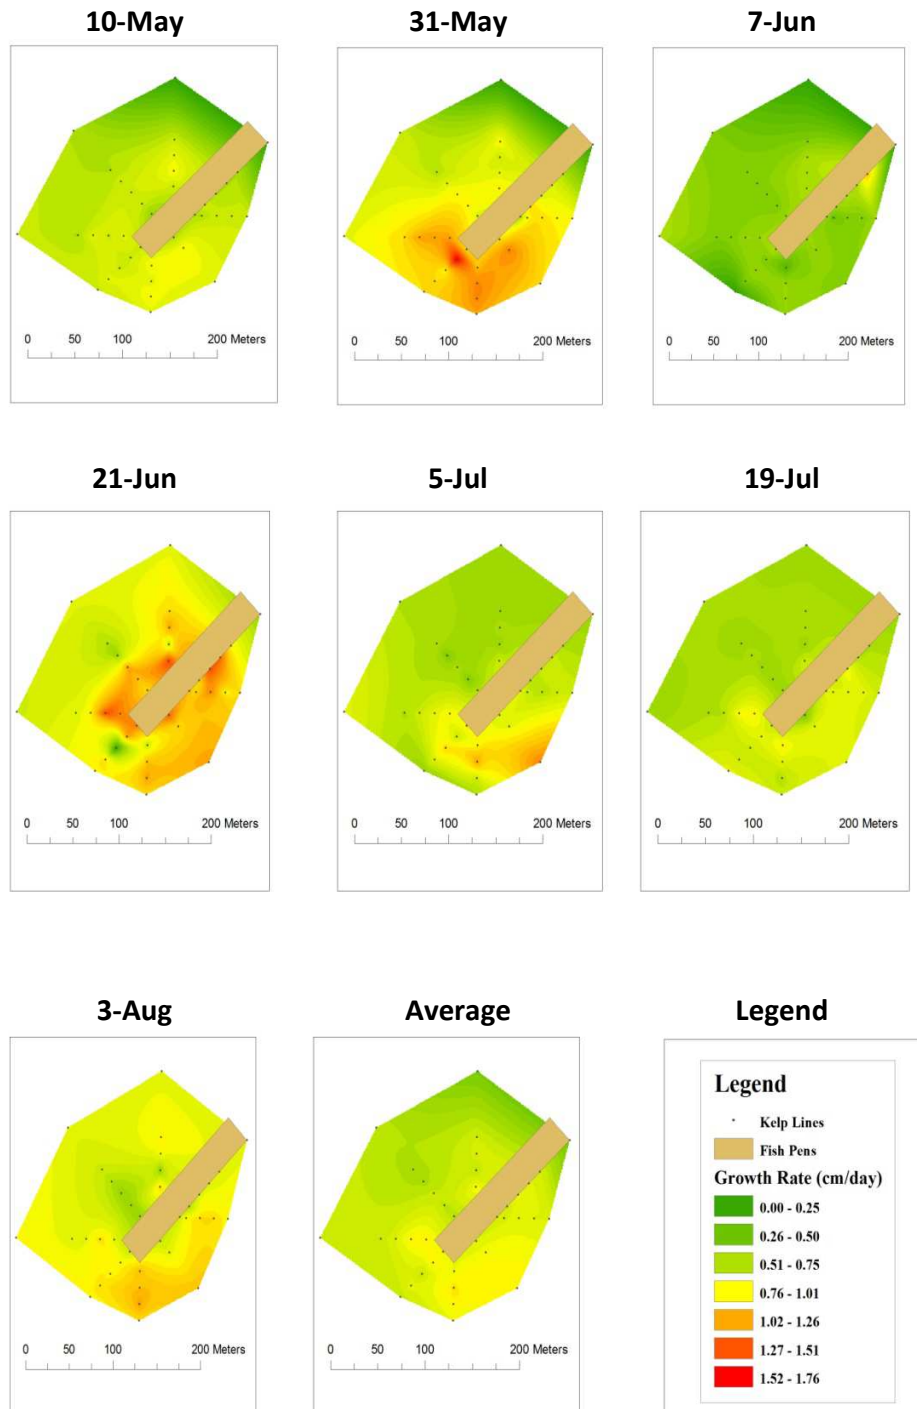 10-May
31-May
7-Jun
0 50 100 200 Meters
0 50 100 200 Meters
0 50 100 200 Meters
21-Jun
5-Jul
19-Jul
0 50 100 200 Meters
0 50 100 200 Meters
0 50 100 200 Meters
3-Aug
Average
Legend
0 50 100 200 Meters
0 50 100 200 Meters
Legend
Kelp Lines
Fish Pens
Growth Rate (cm/day)
0.00 - 0.25
0.26 - 0.50
0.51 - 0.75
0.76 - 1.01
1.02 - 1.26
1.27 - 1.51
1.52 - 1.76